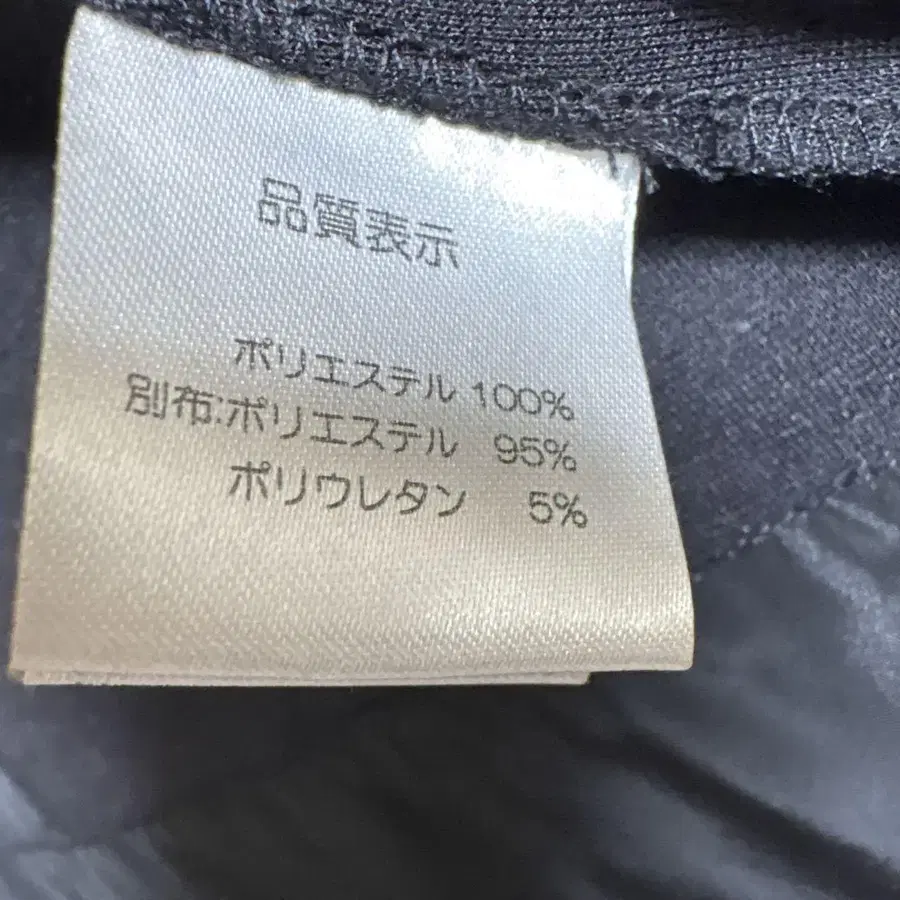 品質表示
ポリエステル 100%
別布:ポリエステル 95%
ポリウレタン 5%